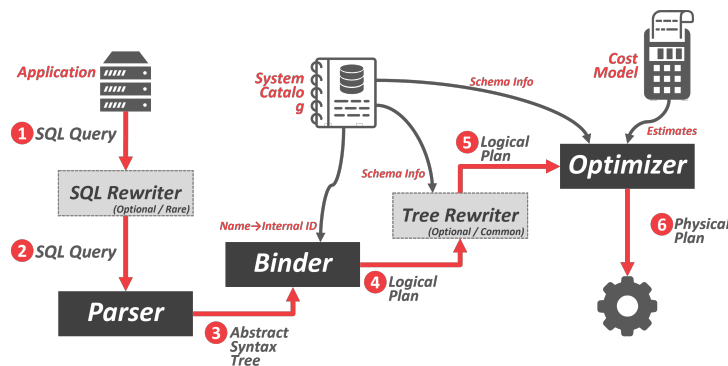 Application
System
Catalo
g
Cost
Model
Schema Info
1 SQL Query
Estimates
5 Logical
Plan
Optimizer
SQL Rewriter
(Optional / Rare)
Schema Info
Tree Rewriter
(Optional / Common)
Name→Internal ID
2 SQL Query
Binder
6 Physical
Plan
4 Logical
Plan
Parser
3 Abstract
Syntax
Tree